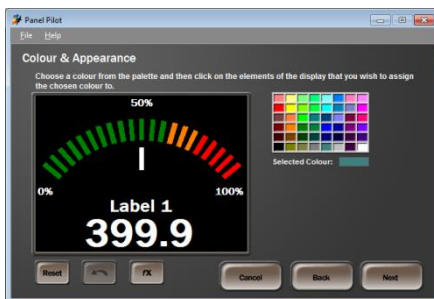 Panel Pilot
File Help
Colour & Appearance
Choose a colour from the palette and then click on the elements of the display that you wish to assign
the chosen colour to.
50%
0%
100%
Selected Colour:
Label 1
399.9
Reset
fX
Cancel
Back
Next